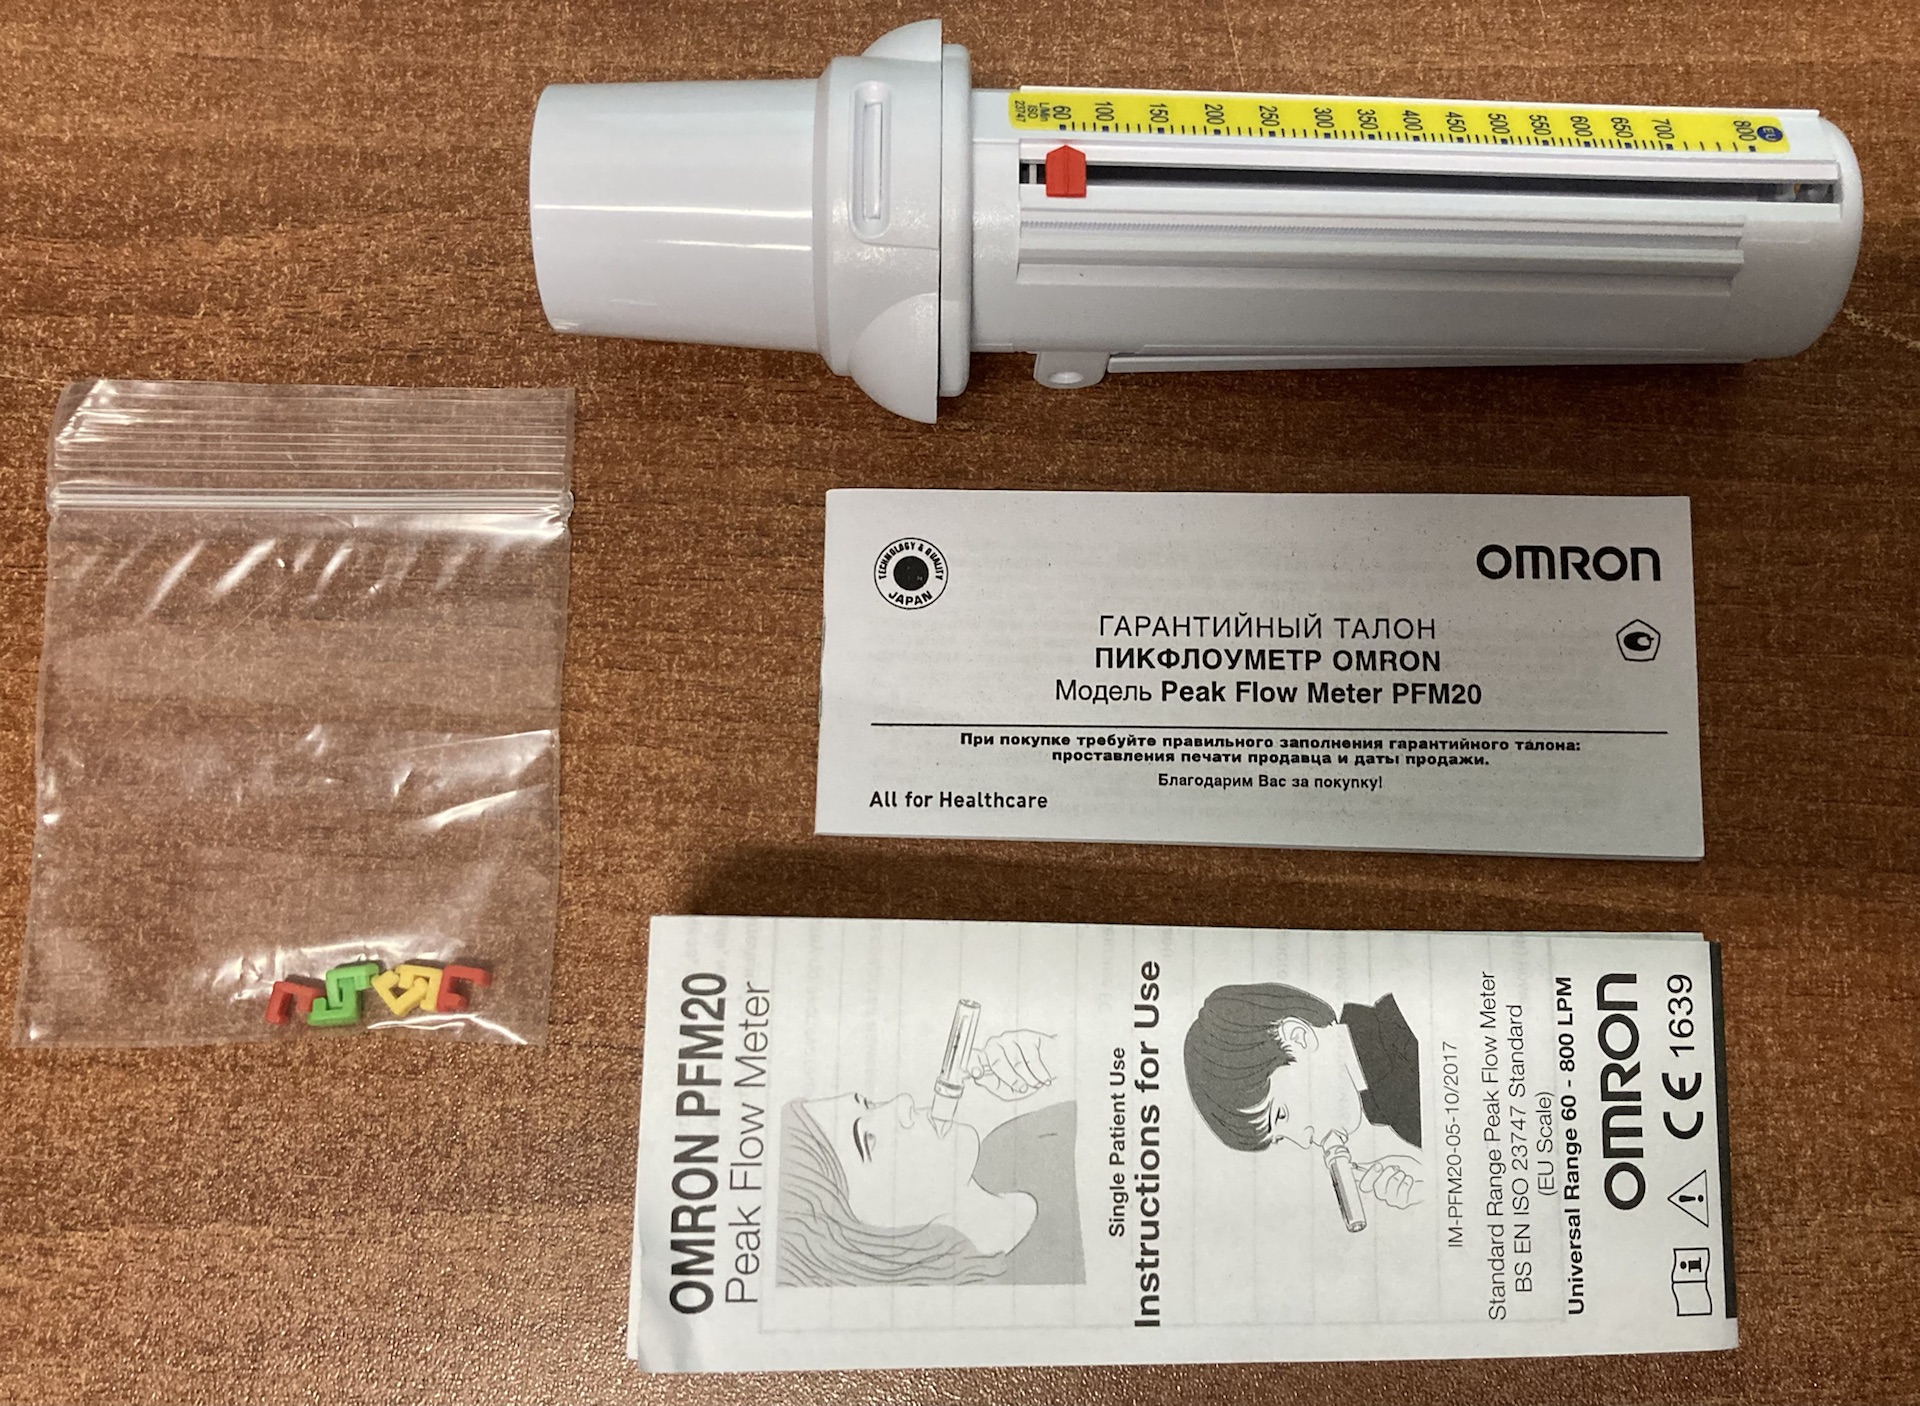 L/Min
ISO
23747
60
100
150
200
250
300
350
400
450
500
550
600
650
700
800
EU
TECHNOLOGY & QUALITY
JAPAN
OMRON
ГАРАНТИЙНЫЙ ТАЛОН
ПИКФЛОУМЕТР OMRON
Модель Peak Flow Meter PFM20
При покупке требуйте правильного заполнения гарантийного талона:
проставления печати продавца и даты продажи.
Благодарим Вас за покупку!
All for Healthcare
OMRON PFM20
Peak Flow Meter
Single Patient Use
Instructions for Use
IM-PFM20-05-10/2017
Standard Range Peak Flow Meter
BS EN ISO 23747 Standard
(EU Scale)
Universal Range 60 - 800 LPM
OMRON
CE 1639